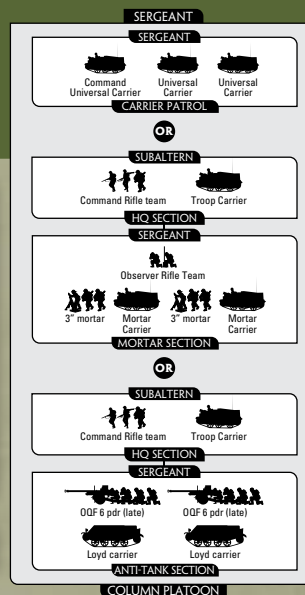 SERGEANT
SERGEANT
Command Universal Carrier
Universal Carrier
Universal Carrier
CARRIER PATROL
OR
SUBALTERN
Command Rifle team
Troop Carrier
HQ SECTION
SERGEANT
Observer Rifle Team
3" mortar
Mortar Carrier
3" mortar
Mortar Carrier
MORTAR SECTION
OR
SUBALTERN
Command Rifle team
Troop Carrier
HQ SECTION
SERGEANT
OQF 6 pdr (late)
OQF 6 pdr (late)
Loyd carrier
Loyd carrier
ANTI-TANK SECTION
COLUMN PLATOON